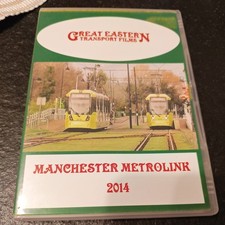 GREAT EASTERN
TRANSPORT FILMS
MANCHESTER METROLINK
2014